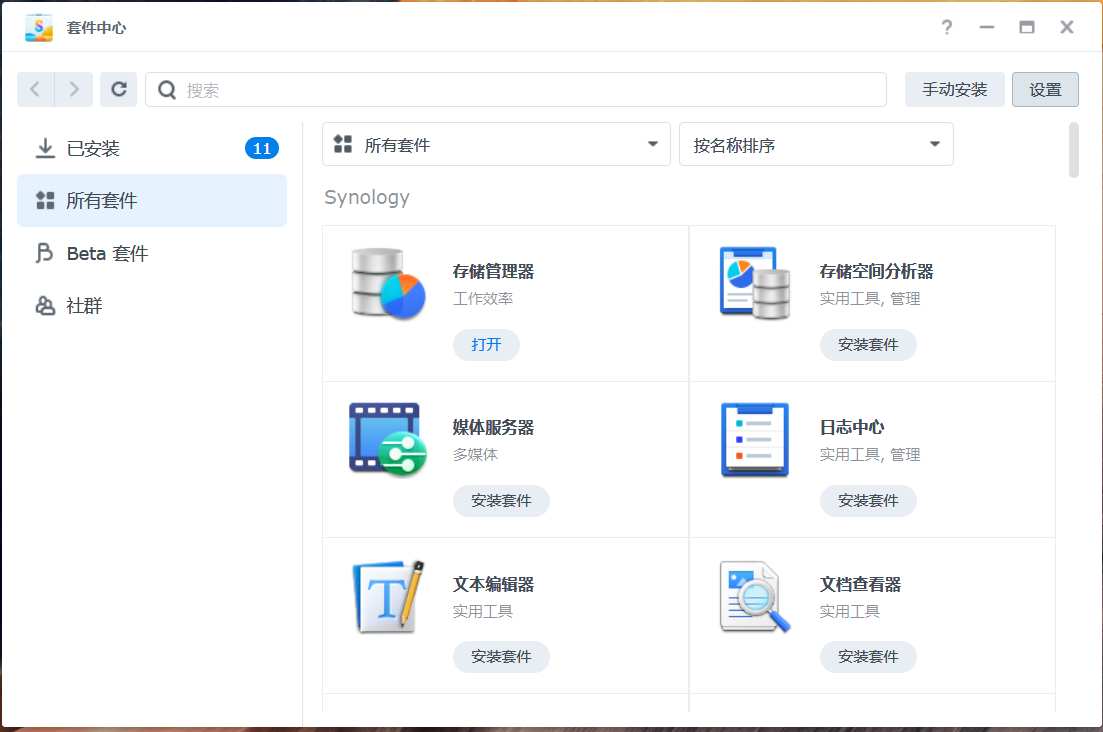 套件中心
搜索
手动安装
设置
已安装
11
所有套件
Beta 套件
社群
所有套件
按名称排序
Synology
存储管理器
工作效率
打开
存储空间分析器
实用工具, 管理
安装套件
媒体服务器
多媒体
安装套件
日志中心
实用工具, 管理
安装套件
文本编辑器
实用工具
安装套件
文档查看器
实用工具
安装套件